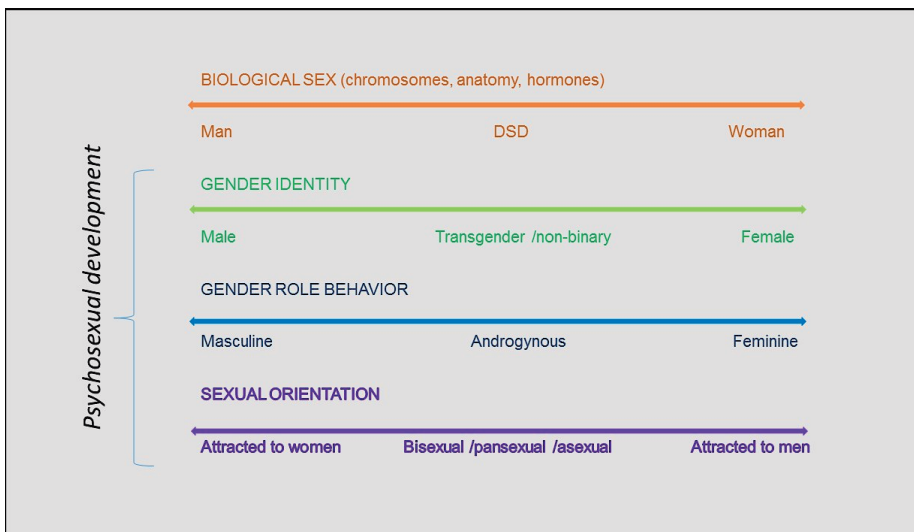 BIOLOGICAL SEX (chromosomes, anatomy, hormones)
Man DSD Woman
Psychosexual development
GENDER IDENTITY
Male Transgender /non-binary Female
GENDER ROLE BEHAVIOR
Masculine Androgynous Feminine
SEXUAL ORIENTATION
Attracted to women Bisexual /pansexual /asexual Attracted to men